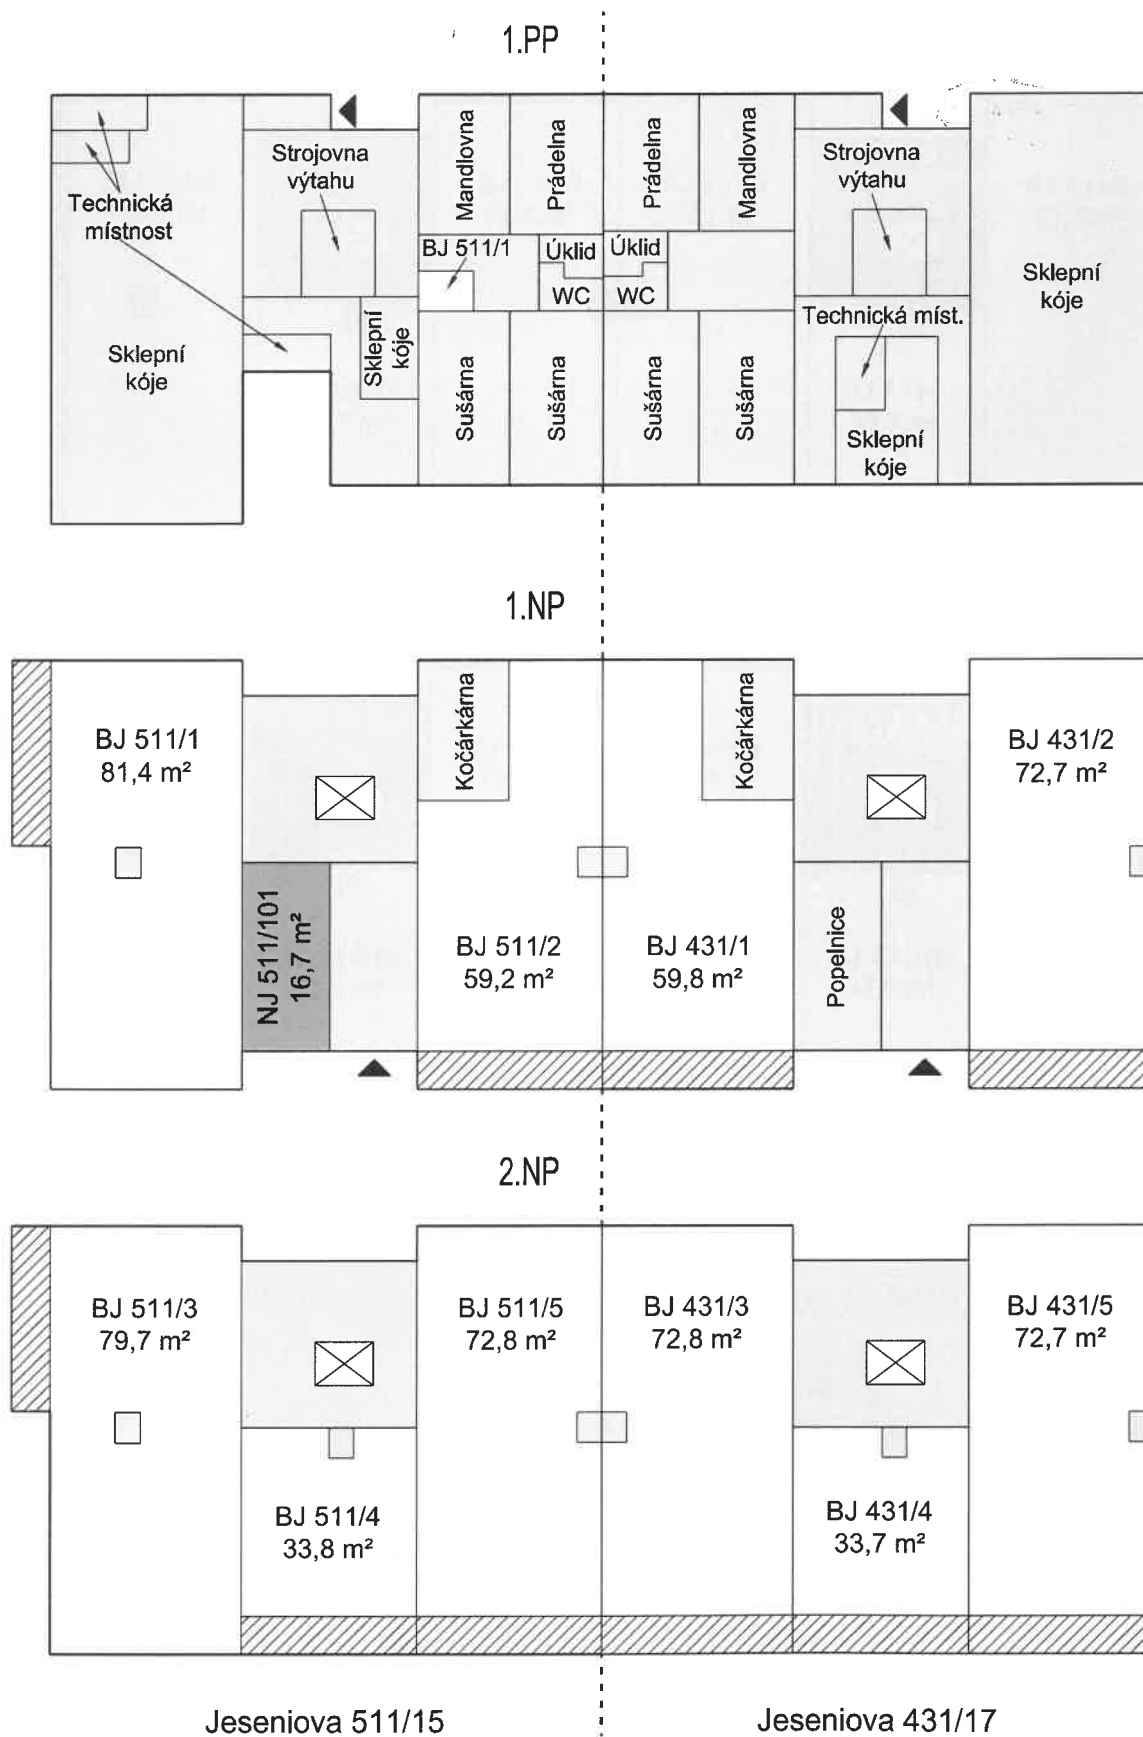 1.PP
Mandlovna
Prádelna
Prádelna
Mandlovna
Strojovna
výtahu
Strojovna
výtahu
Technická
místnost
BJ 511/1
Úklid
Úklid
WC
WC
Sklepní
kóje
Technická míst.
Sklepní
kóje
Sklepní
kóje
Sušárna
Sušárna
Sušárna
Sušárna
Sklepní
kóje
1.NP
BJ 511/1
81,4 m²
Kočárkárna
Kočárkárna
BJ 431/2
72,7 m²
NJ 511/101
16,7 m²
BJ 511/2
59,2 m²
BJ 431/1
59,8 m²
Popelnice
2.NP
BJ 511/3
79,7 m²
BJ 511/5
72,8 m²
BJ 431/3
72,8 m²
BJ 431/5
72,7 m²
BJ 511/4
33,8 m²
BJ 431/4
33,7 m²
Jeseniova 511/15
Jeseniova 431/17